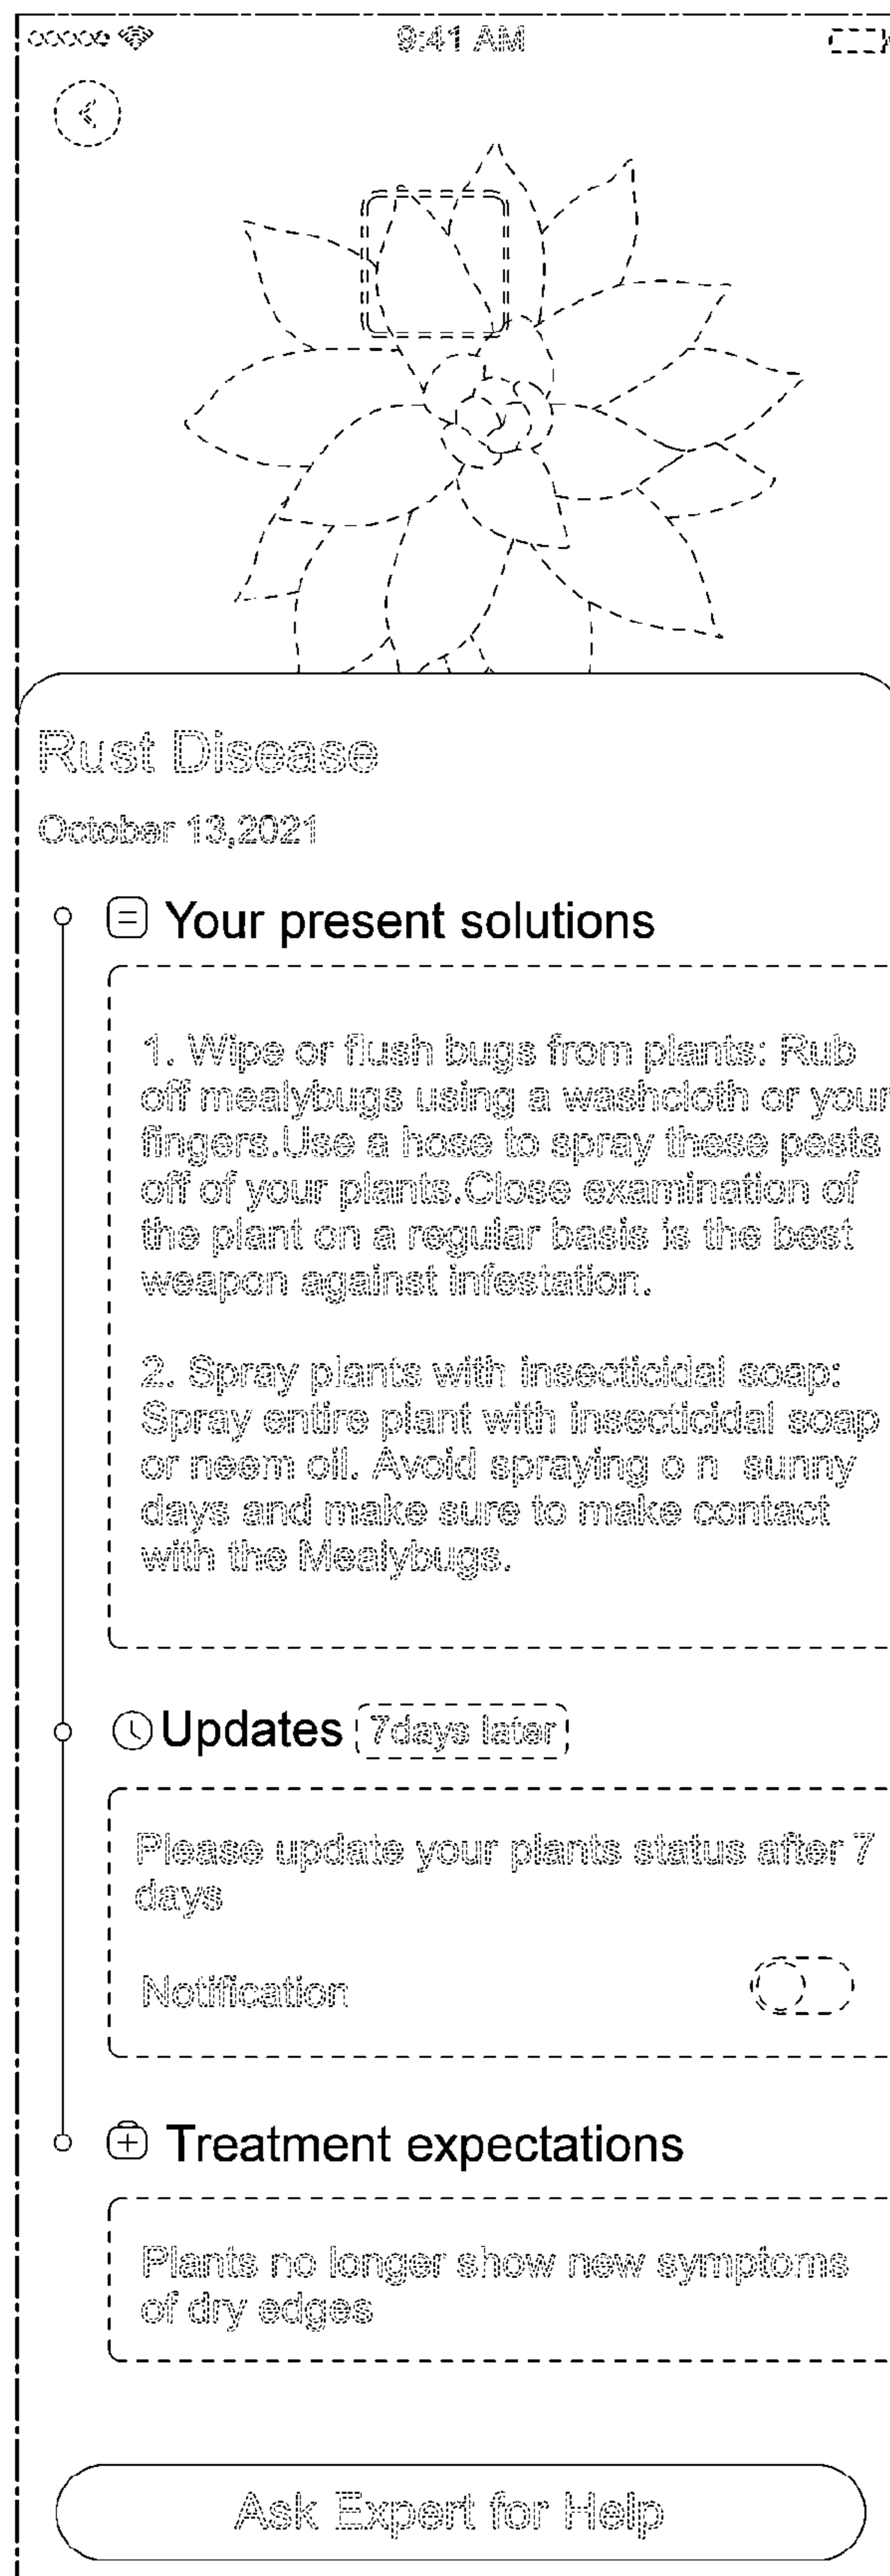 9:41 AM
Rust Disease
October 13,2021
Your present solutions
1. Wipe or flush bugs from plants: Rub
off mealybugs using a washcloth or your
fingers.Use a hose to spray these pests
off of your plants.Close examination of
the plant on a regular basis is the best
weapon against infestation.
2. Spray plants with insecticidal soap:
Spray entire plant with insecticidal soap
or neem oil. Avoid spraying o n sunny
days and make sure to make contact
with the Mealybugs.
Updates 7days later
Please update your plants status after 7
days
Notification
Treatment expectations
Plants no longer show new symptoms
of dry edges
Ask Expert for Help